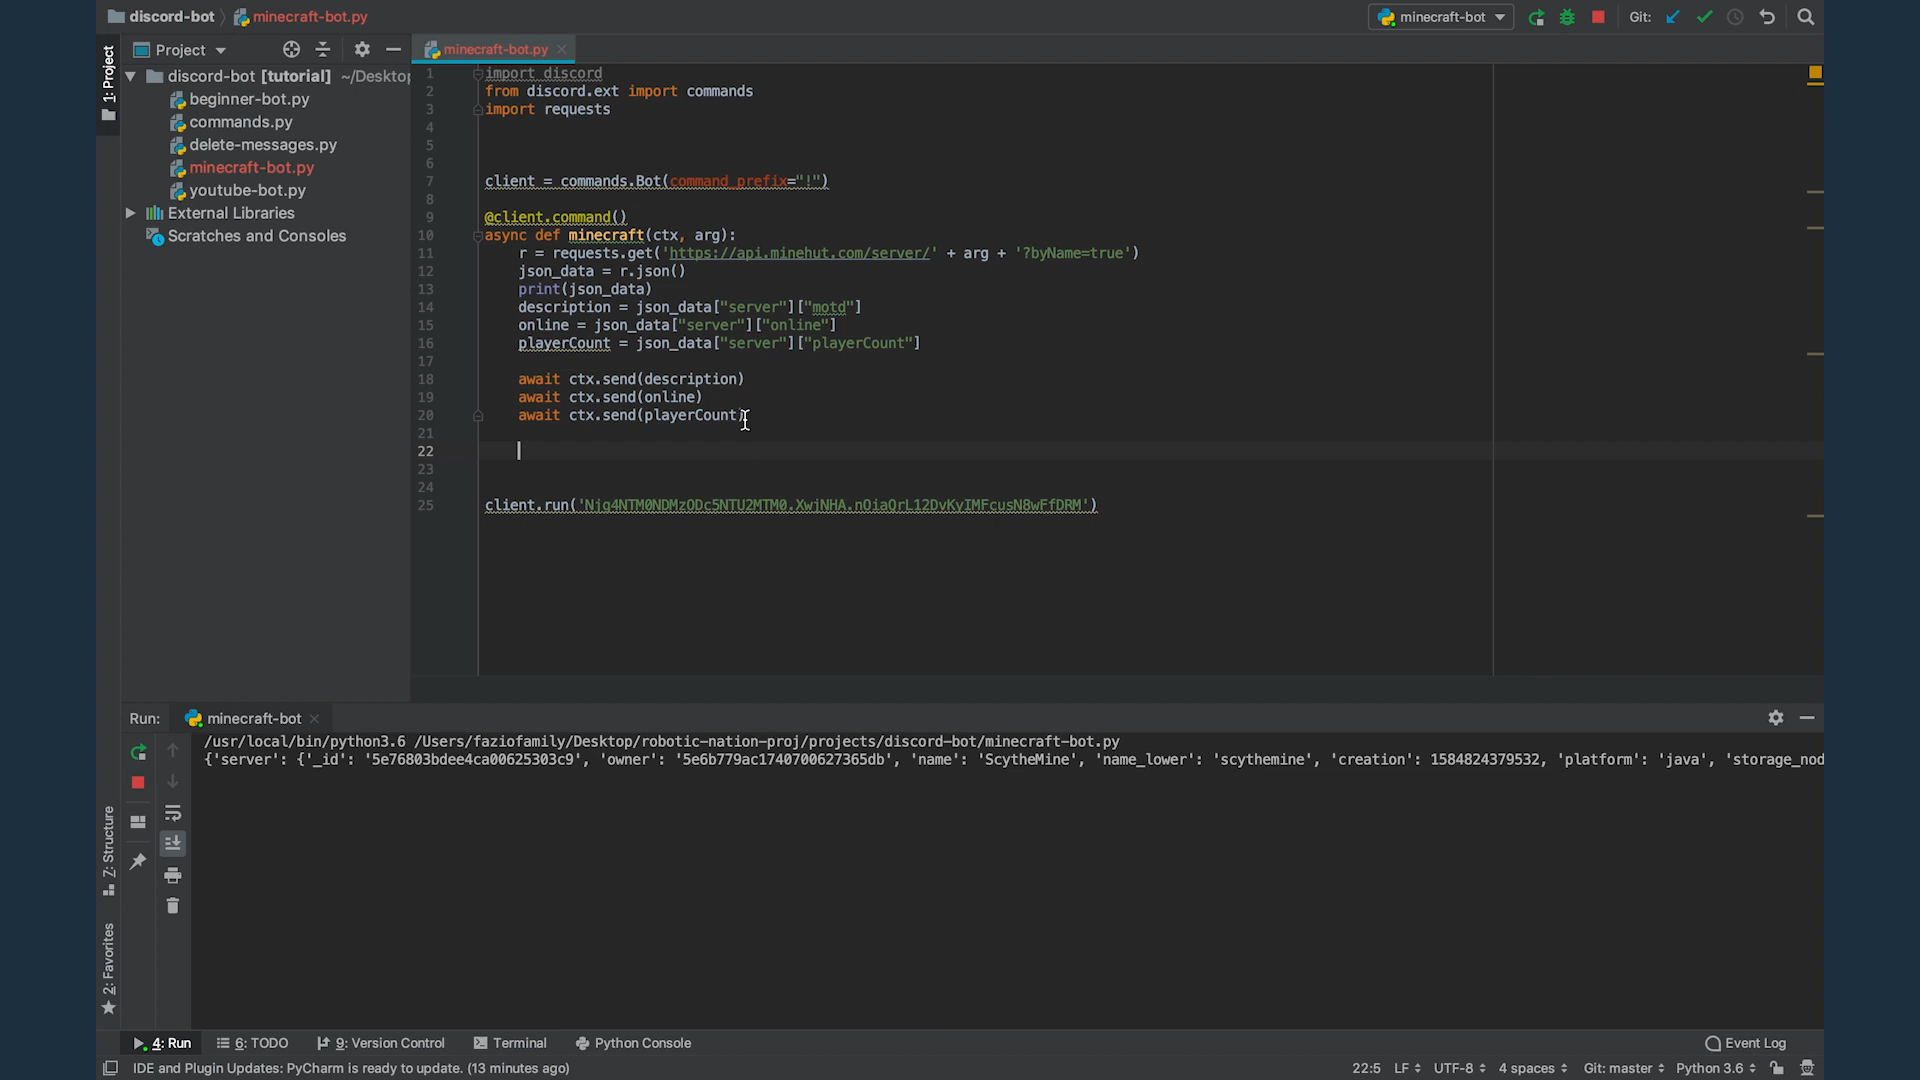 discord-bot minecraft-bot.py
minecraft-bot
Git:
1: Project
Project
minecraft-bot.py
discord-bot [tutorial] ~/Desktop
beginner-bot.py
commands.py
delete-messages.py
minecraft-bot.py
youtube-bot.py
External Libraries
Scratches and Consoles
1 import discord
2 from discord.ext import commands
3 import requests
4
5
6
7 client = commands.Bot(command_prefix="!")
8
9 @client.command()
10 async def minecraft(ctx, arg):
11 r = requests.get('https://api.minehut.com/server/' + arg + '?byName=true')
12 json_data = r.json()
13 print(json_data)
14 description = json_data["server"]["motd"]
15 online = json_data["server"]["online"]
16 playerCount = json_data["server"]["playerCount"]
17
18 await ctx.send(description)
19 await ctx.send(online)
20 await ctx.send(playerCount)
21
22
23
24
25 client.run('')
Run: minecraft-bot
/usr/local/bin/python3.6 /Users/faziofamily/Desktop/robotic-nation-proj/projects/discord-bot/minecraft-bot.py
{'server': {'_id': '5e76803bdee4ca00625303c9', 'owner': '5e6b779ac1740700627365db', 'name': 'ScytheMine', 'name_lower': 'scythemine', 'creation': 1584824379532, 'platform': 'java', 'storage_nod
Z: Structure
2: Favorites
4: Run
6: TODO
9: Version Control
Terminal
Python Console
Event Log
IDE and Plugin Updates: PyCharm is ready to update. (13 minutes ago)
22:5 LF UTF-8 4 spaces Git: master Python 3.6